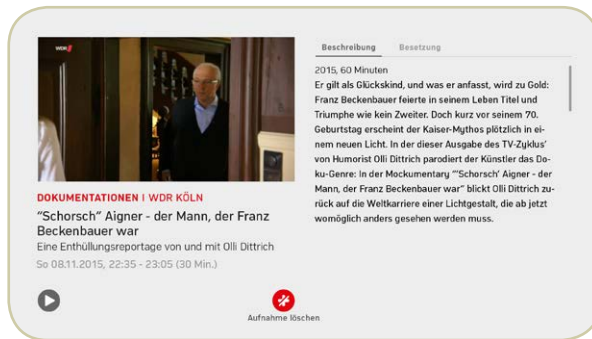 WDR
DOKUMENTATIONEN I WDR KÖLN
"Schorsch" Aigner - der Mann, der Franz
Beckenbauer war
Eine Enthüllungsreportage von und mit Olli Dittrich
So 08.11.2015, 22:35 - 23:05 (30 Min.)
Aufnahme löschen
Beschreibung Besetzung
2015, 60 Minuten
Er gilt als Glückskind, und was er anfasst, wird zu Gold:
Franz Beckenbauer feierte in seinem Leben Titel und
Triumphe wie kein Zweiter. Doch kurz vor seinem 70.
Geburtstag erscheint der Kaiser-Mythos plötzlich in ei-
nem neuen Licht. In der dieser Ausgabe des TV-Zyklus'
von Humorist Olli Dittrich parodiert der Künstler das Do-
ku-Genre: In der Mockumentary "'Schorsch' Aigner - der
Mann, der Franz Beckenbauer war" blickt Olli Dittrich zu-
rück auf die Weltkarriere einer Lichtgestalt, die ab jetzt
womöglich anders gesehen werden muss.